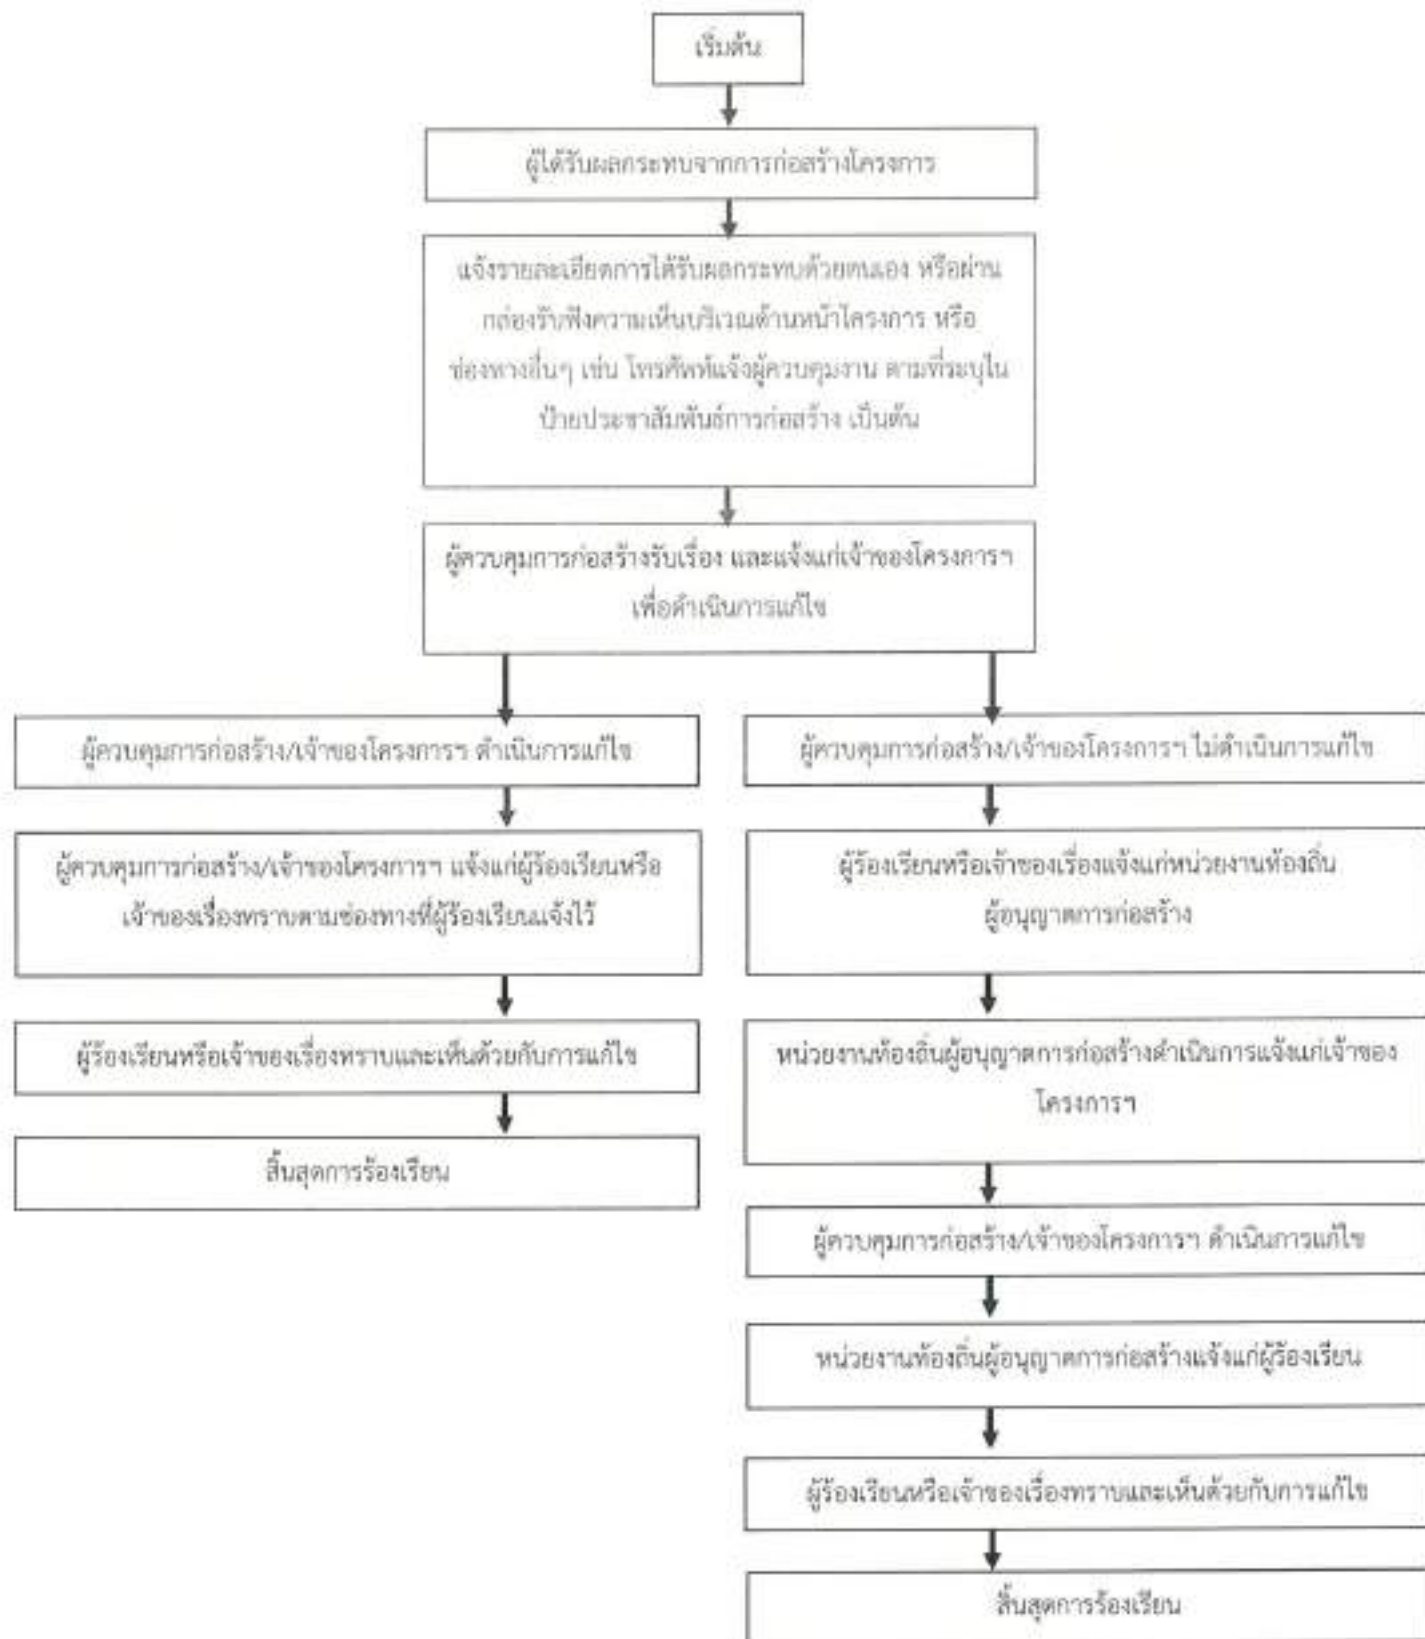 เริ่มต้น
ผู้ได้รับผลกระทบจากการก่อสร้างโครงการ
แจ้งรายละเอียดการได้รับผลกระทบด้วยตนเอง หรือผ่าน
กล่องรับฟังความเห็นบริเวณด้านหน้าโครงการ หรือ
ช่องทางอื่นๆ เช่น โทรศัพท์แจ้งผู้ควบคุมงาน ตามที่ระบุใน
ป้ายประชาสัมพันธ์การก่อสร้าง เป็นต้น
ผู้ควบคุมการก่อสร้างรับเรื่อง และแจ้งแก่เจ้าของโครงการฯ
เพื่อดำเนินการแก้ไข
ผู้ควบคุมการก่อสร้าง/เจ้าของโครงการฯ ดำเนินการแก้ไข
ผู้ควบคุมการก่อสร้าง/เจ้าของโครงการฯ แจ้งแก่ผู้ร้องเรียนหรือ
เจ้าของเรื่องทราบตามช่องทางที่ผู้ร้องเรียนแจ้งไว้
ผู้ร้องเรียนหรือเจ้าของเรื่องทราบและเห็นด้วยกับการแก้ไข
สิ้นสุดการร้องเรียน
ผู้ควบคุมการก่อสร้าง/เจ้าของโครงการฯ ไม่ดำเนินการแก้ไข
ผู้ร้องเรียนหรือเจ้าของเรื่องแจ้งแก่หน่วยงานท้องถิ่น
ผู้อนุญาตการก่อสร้าง
หน่วยงานท้องถิ่นผู้อนุญาตการก่อสร้างดำเนินการแจ้งแก่เจ้าของ
โครงการฯ
ผู้ควบคุมการก่อสร้าง/เจ้าของโครงการฯ ดำเนินการแก้ไข
หน่วยงานท้องถิ่นผู้อนุญาตการก่อสร้างแจ้งแก่ผู้ร้องเรียน
ผู้ร้องเรียนหรือเจ้าของเรื่องทราบและเห็นด้วยกับการแก้ไข
สิ้นสุดการร้องเรียน